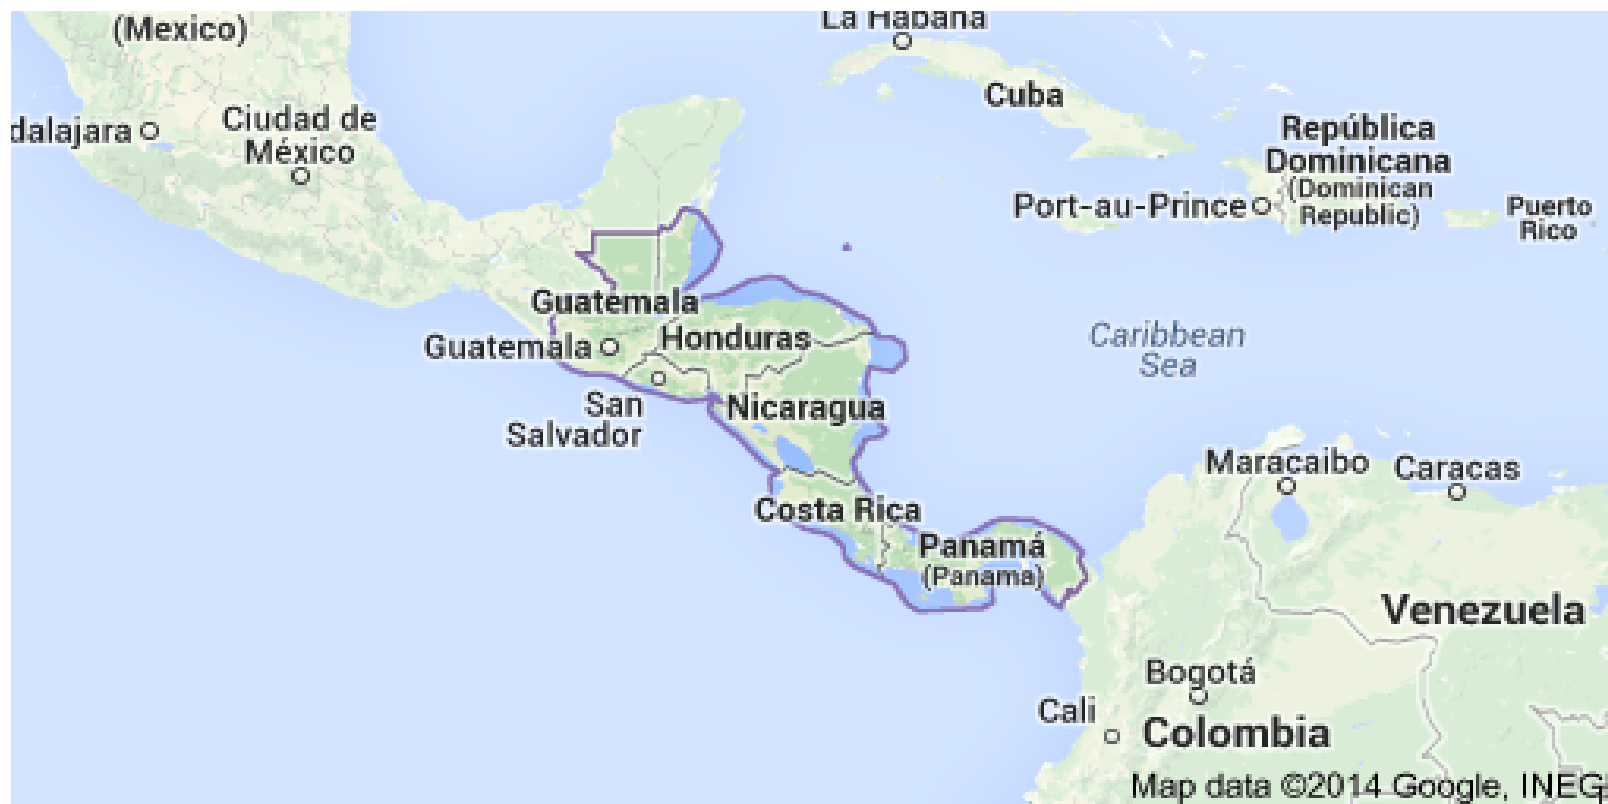 (Mexico)
La Habana
Cuba
dalajara
Ciudad de
México
República
Dominicana
(Dominican
Republic)
Port-au-Prince
Puerto
Rico
Guatemala
Honduras
Guatemala
Caribbean
Sea
San
Salvador
Nicaragua
Maracaibo
Caracas
Costa Rica
Panamá
(Panama)
Venezuela
Bogotá
Cali
Colombia
Map data ©2014 Google, INEGI